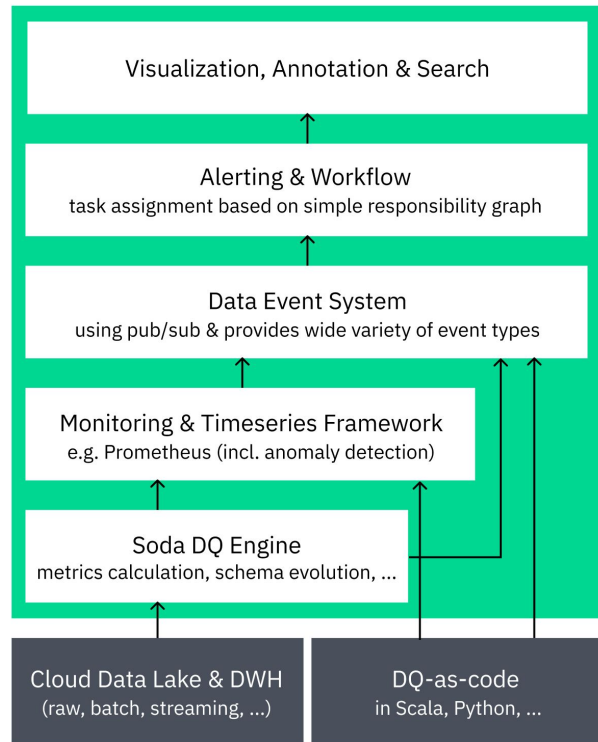 Visualization, Annotation & Search
Alerting & Workflow
task assignment based on simple responsibility graph
Data Event System
using pub/sub & provides wide variety of event types
Monitoring & Timeseries Framework
e.g. Prometheus (incl. anomaly detection)
Soda DQ Engine
metrics calculation, schema evolution, ...
Cloud Data Lake & DWH
(raw, batch, streaming, ...)
DQ-as-code
in Scala, Python, ...